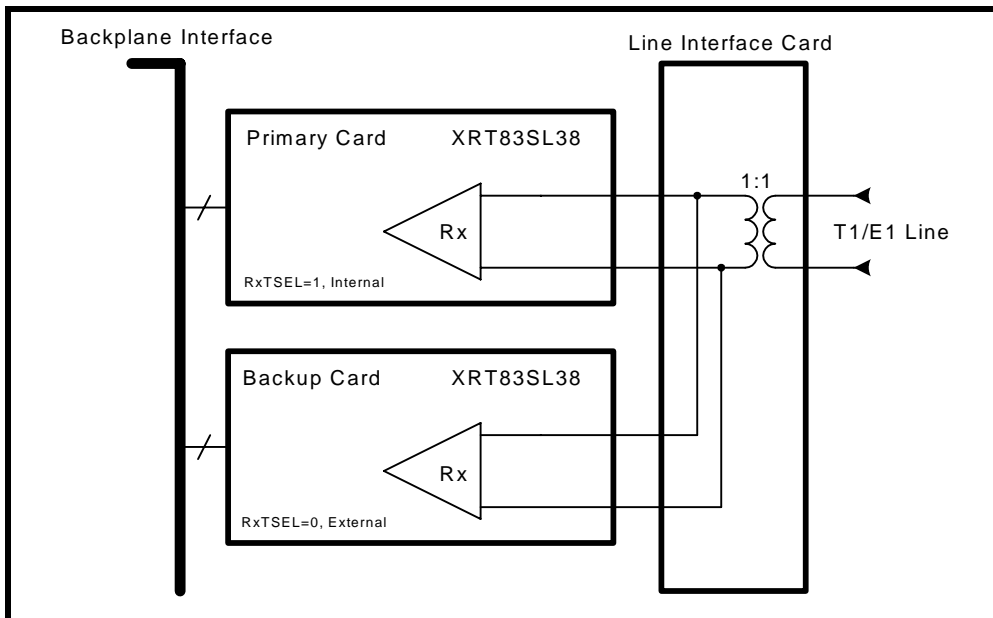 Backplane Interface
Line Interface Card
Primary Card XRT83SL38
1:1
Rx
T1/E1 Line
RxTSEL=1, Internal
Backup Card XRT83SL38
Rx
RxTSEL=0, External